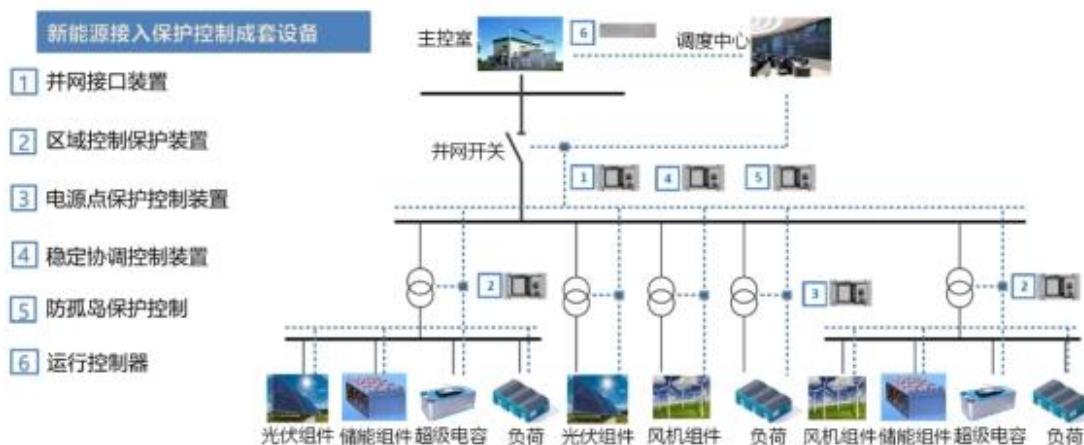 新能源接入保护控制成套设备
1 并网接口装置
2 区域控制保护装置
3 电源点保护控制装置
4 稳定协调控制装置
5 防孤岛保护控制
6 运行控制器
主控室 6 调度中心
并网开关
1 4 5
2 3 2
光伏组件 储能组件 超级电容 负荷 光伏组件 风机组件 负荷 风机组件 储能组件 超级电容 负荷